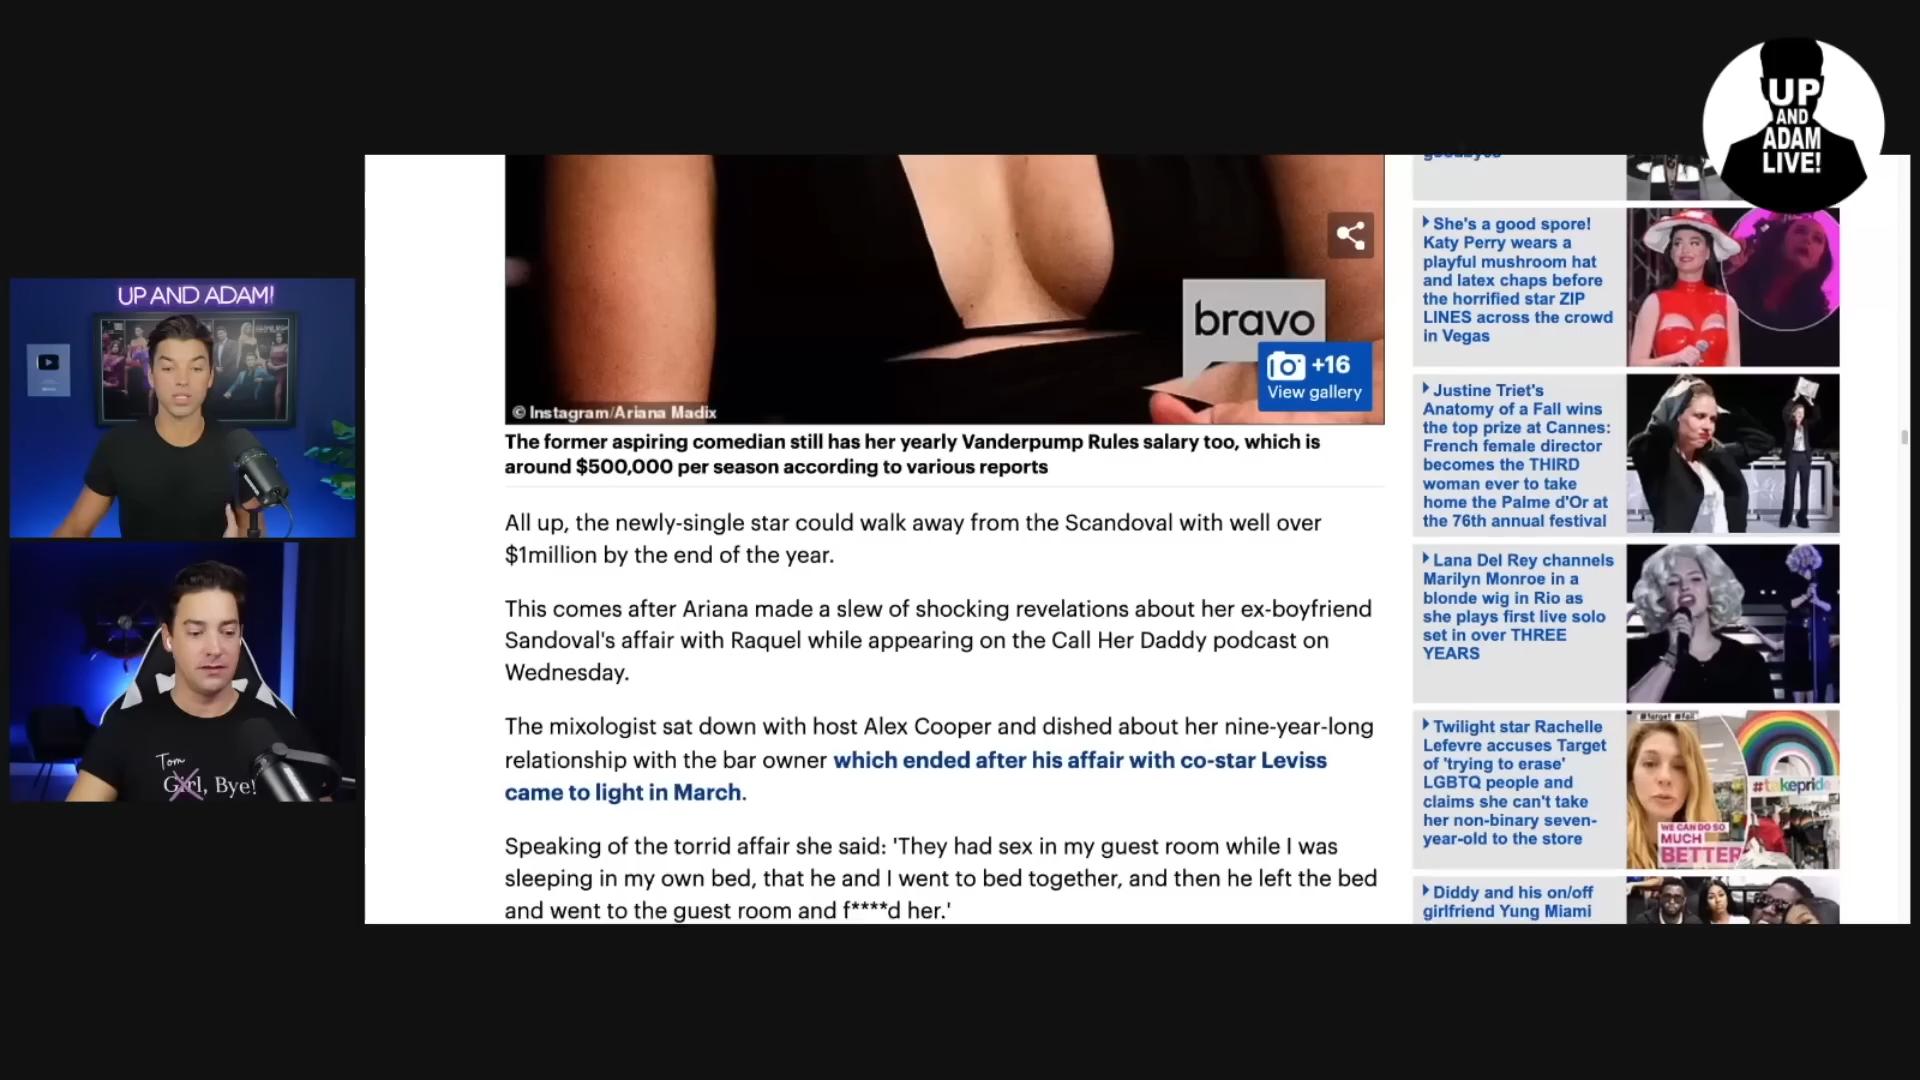 UP
AND
ADAM
LIVE!
UP AND ADAM!
Tom
Girl, Bye!
bravo
+16
View gallery
© Instagram/Ariana Madix
The former aspiring comedian still has her yearly Vanderpump Rules salary too, which is
around $500,000 per season according to various reports
All up, the newly-single star could walk away from the Scandoval with well over
$1million by the end of the year.
This comes after Ariana made a slew of shocking revelations about her ex-boyfriend
Sandoval's affair with Raquel while appearing on the Call Her Daddy podcast on
Wednesday.
The mixologist sat down with host Alex Cooper and dished about her nine-year-long
relationship with the bar owner which ended after his affair with co-star Leviss
came to light in March.
Speaking of the torrid affair she said: 'They had sex in my guest room while I was
sleeping in my own bed, that he and I went to bed together, and then he left the bed
and went to the guest room and f****d her.'
She's a good spore!
Katy Perry wears a
playful mushroom hat
and latex chaps before
the horrified star ZIP
LINES across the crowd
in Vegas
Justine Triet's
Anatomy of a Fall wins
the top prize at Cannes:
French female director
becomes the THIRD
woman ever to take
home the Palme d'Or at
the 76th annual festival
Lana Del Rey channels
Marilyn Monroe in a
blonde wig in Rio as
she plays first live solo
set in over THREE
YEARS
Twilight star Rachelle
Lefevre accuses Target
of 'trying to erase'
LGBTQ people and
claims she can't take
her non-binary seven-
year-old to the store
#target #fail
#takepride
WE CAN DO SO
MUCH
BETTER
Diddy and his on/off
girlfriend Yung Miami